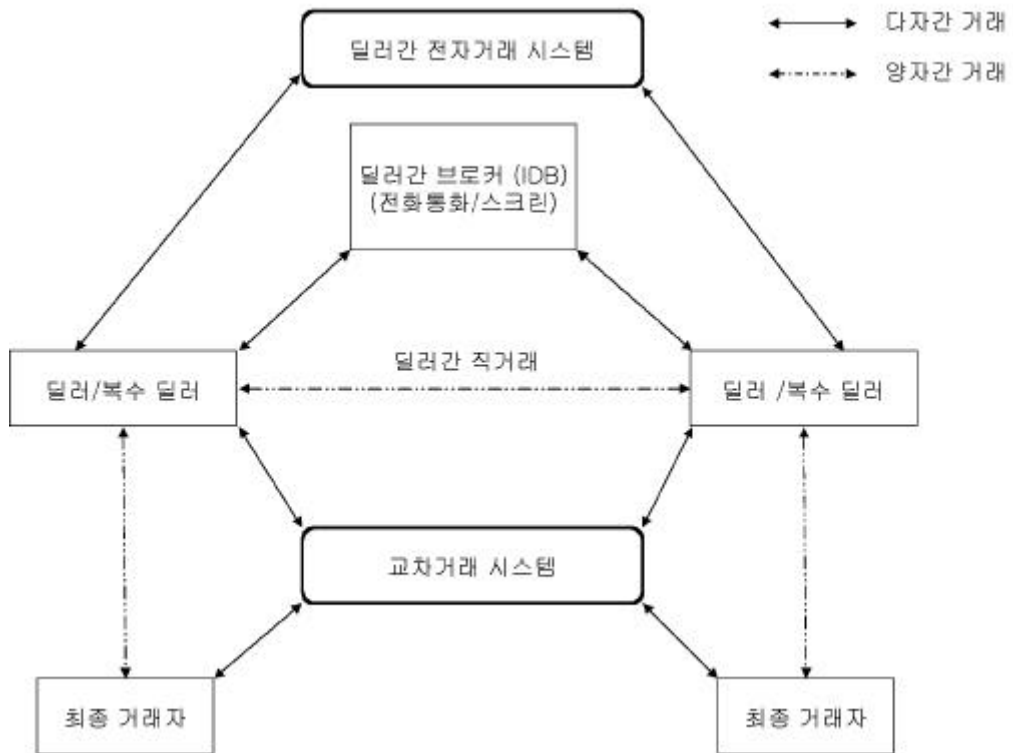 딜러간 전자거래 시스템
다자간 거래
양자간 거래
딜러간 브로커 (IDB)
(전화통화/스크린)
딜러간 직거래
딜러/복수 딜러
딜러 /복수 딜러
교차거래 시스템
최종 거래자
최종 거래자